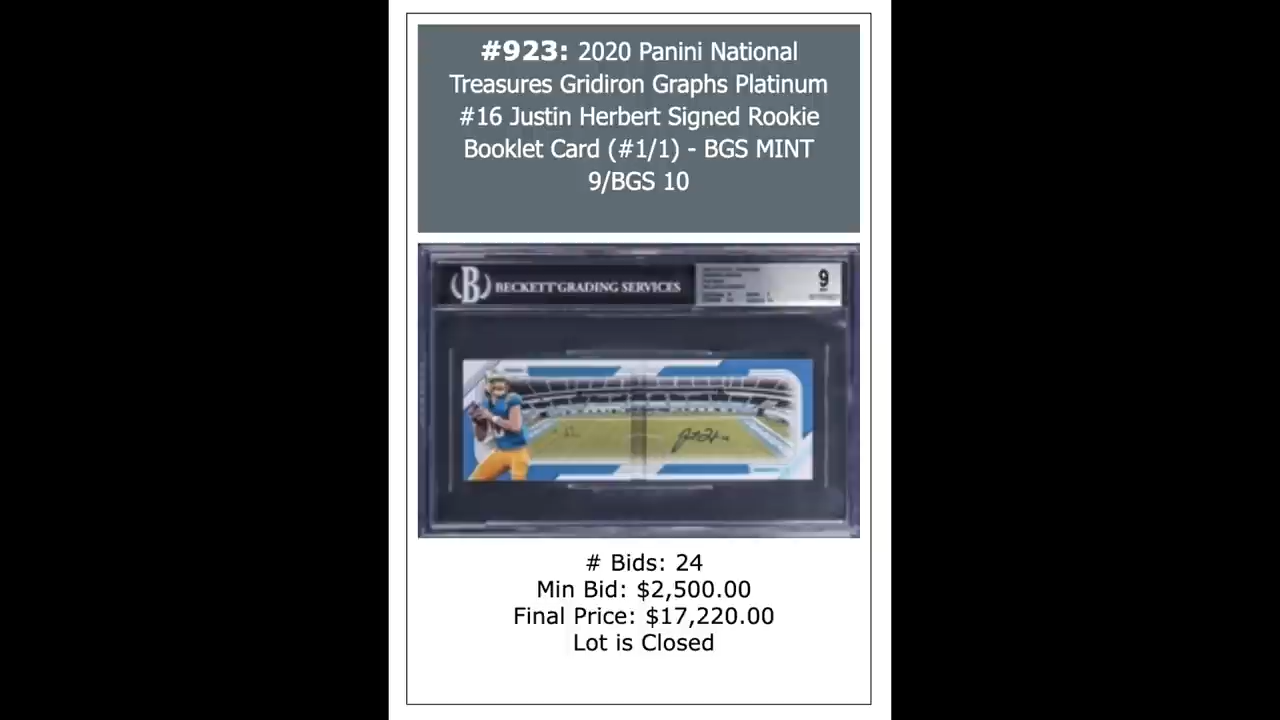 #923: 2020 Panini National
Treasures Gridiron Graphs Platinum
#16 Justin Herbert Signed Rookie
Booklet Card (#1/1) - BGS MINT
9/BGS 10
B BECKETT GRADING SERVICES
9
# Bids: 24
Min Bid: $2,500.00
Final Price: $17,220.00
Lot is Closed